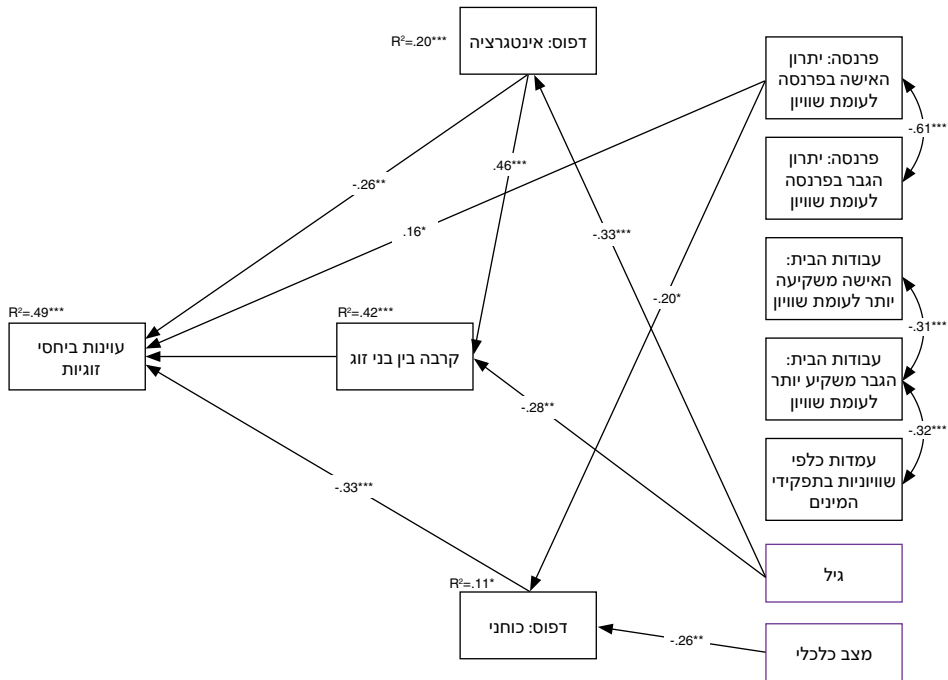 דפוס: אינטגרציה
R²=.20***
פרנסה: יתרון
האישה בפרנסה
לעומת שוויון
-.61***
פרנסה: יתרון
הגבר בפרנסה
לעומת שוויון
.46***
-.26**
.16*
-.33***
עבודות הבית:
האישה משקיעה
יותר לעומת שוויון
-.20*
-.31***
R²=.49***
עוינות ביחסי
זוגיות
R²=.42***
קרבה בין בני זוג
עבודות הבית:
הגבר משקיע יותר
לעומת שוויון
-.28**
-.32***
עמדות כלפי
שוויוניות בתפקידי
המינים
-.33***
גיל
R²=.11*
דפוס: כוחני
-.26**
מצב כלכלי